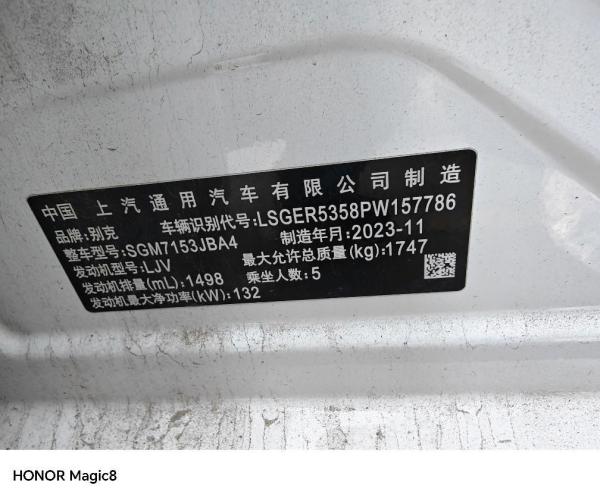 中国 上汽通用汽车有限公司制造
品牌:别克 车辆识别代号:LSGER5358PW157786
整车型号:SGM7153JBA4 制造年月:2023-11
发动机型号:LJV 最大允许总质量(kg):1747
发动机排量(mL):1498 乘坐人数:5
发动机最大净功率(kW):132
HONOR Magic8